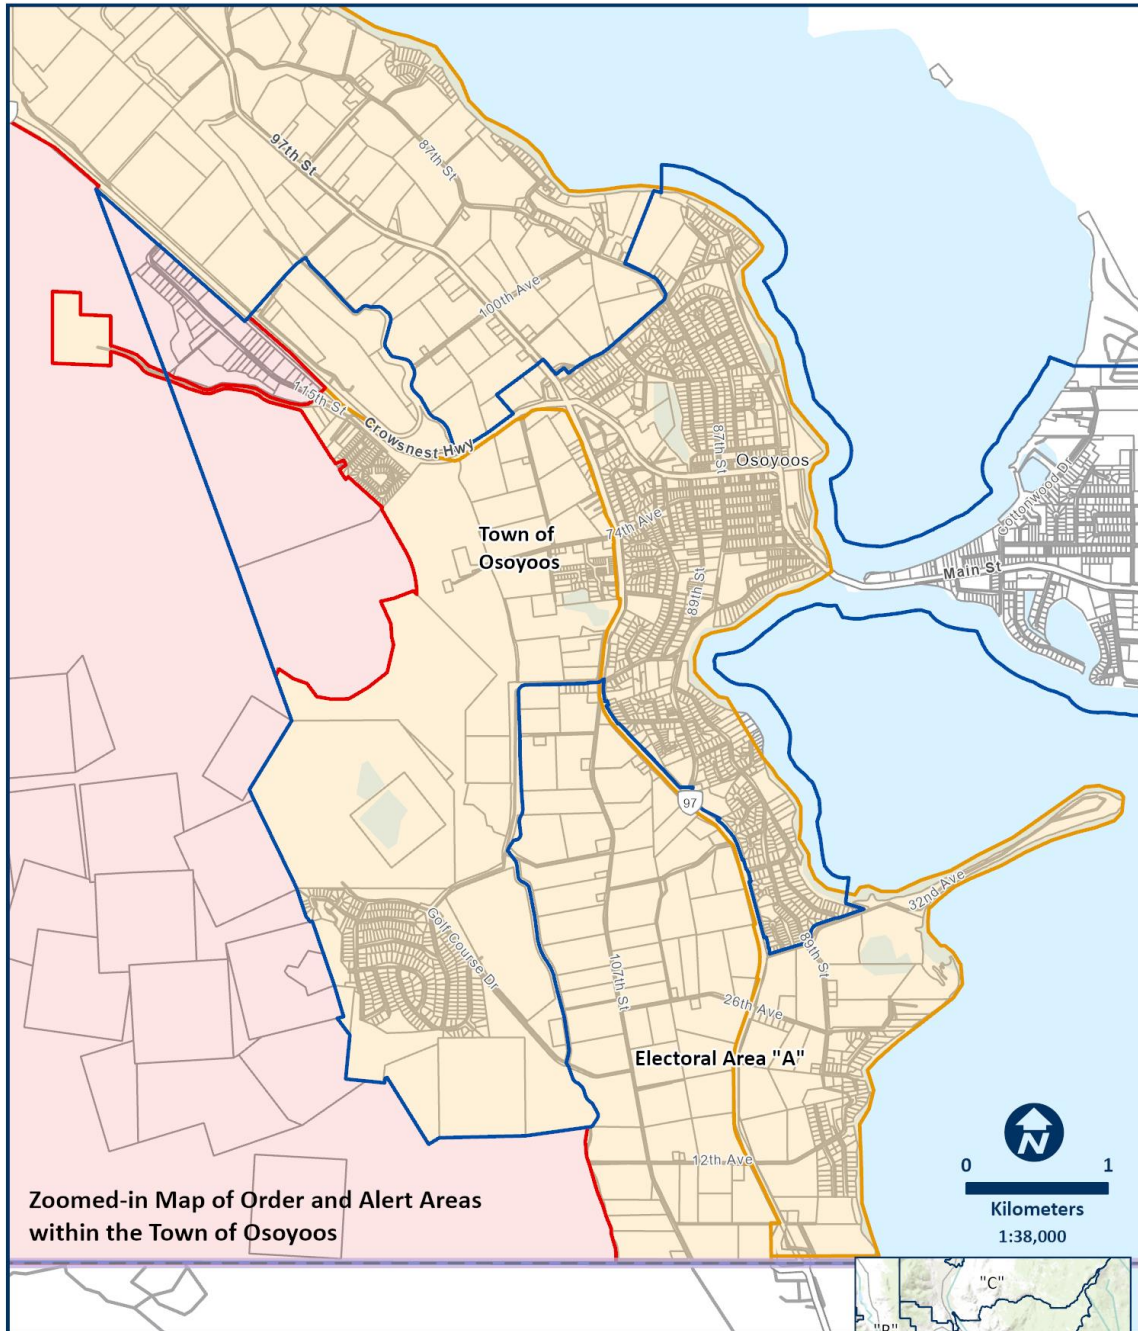 97th St
87th St
100th Ave
115th St
Crowsnest Hwy
87th St
Osoyoos
Cottonwood Dr
Town of
Osoyoos
74th Ave
Main St
89th St
97
32nd Ave
Golf Course Dr
89th St
107th St
26th Ave
Electoral Area "A"
12th Ave
N
0 1
Kilometers
1:38,000
Zoomed-in Map of Order and Alert Areas
within the Town of Osoyoos
"C"
"B"